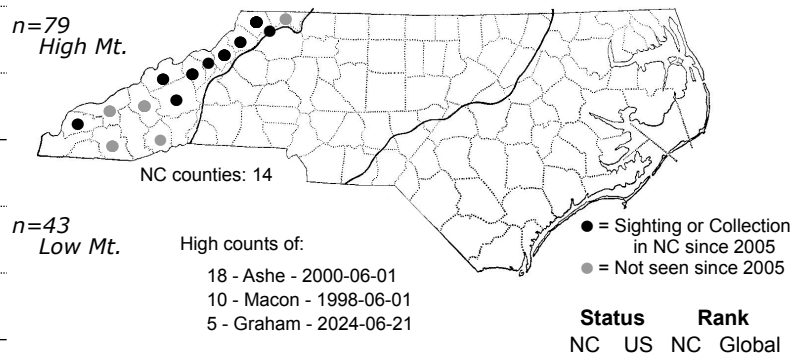 n=79
High Mt.
NC counties: 14
n=43
Low Mt.
High counts of:
18 - Ashe - 2000-06-01
10 - Macon - 1998-06-01
5 - Graham - 2024-06-21
= Sighting or Collection
in NC since 2005
= Not seen since 2005
Status Rank
NC US NC Global